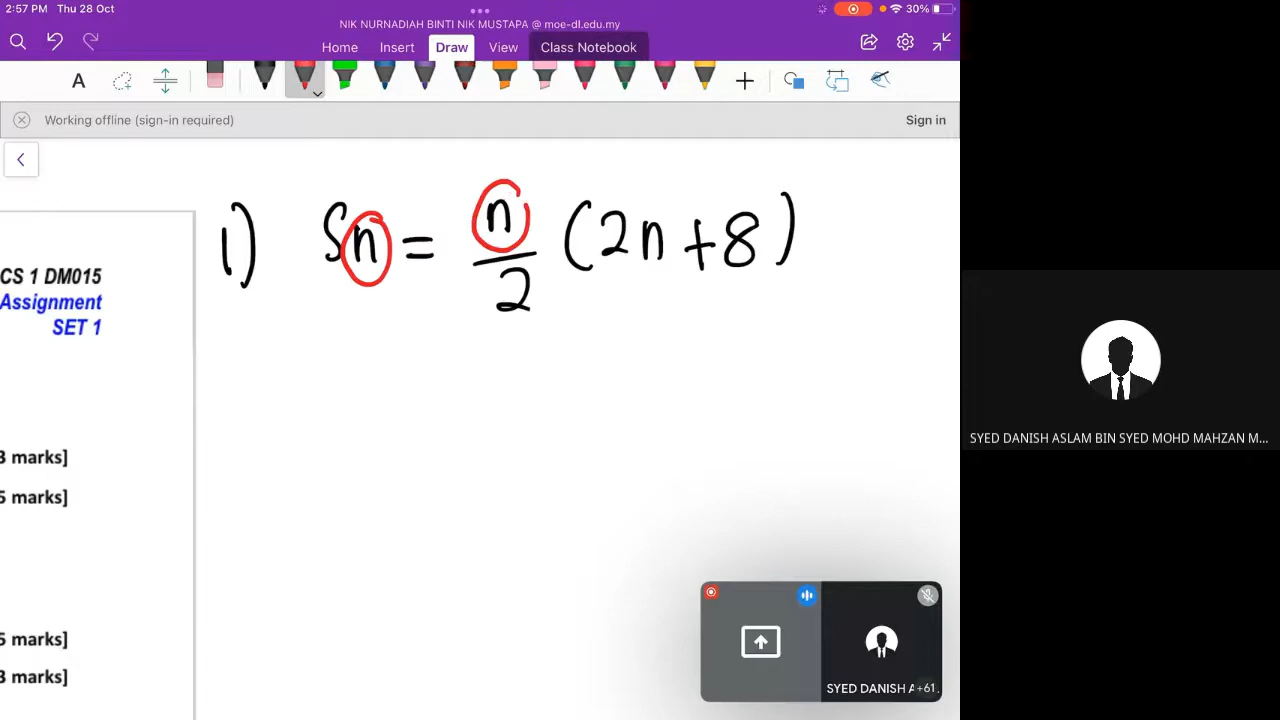 2:57 PM Thu 28 Oct
30%
NIK NURNADIAH BINTI NIK MUSTAPA @ moe-dl.edu.my
Home Insert Draw View Class Notebook
A
Working offline (sign-in required)
Sign in
1) Sn = n/2 (2n + 8)
CS 1 DM015
Assignment
SET 1
3 marks]
5 marks]
5 marks]
3 marks]
SYED DANISH ASLAM BIN SYED MOHD MAHZAN M...
SYED DANISH A +61